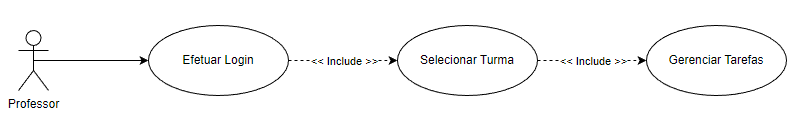 Efetuar Login
<< Include >>
Selecionar Turma
<< Include >>
Gerenciar Tarefas
Professor